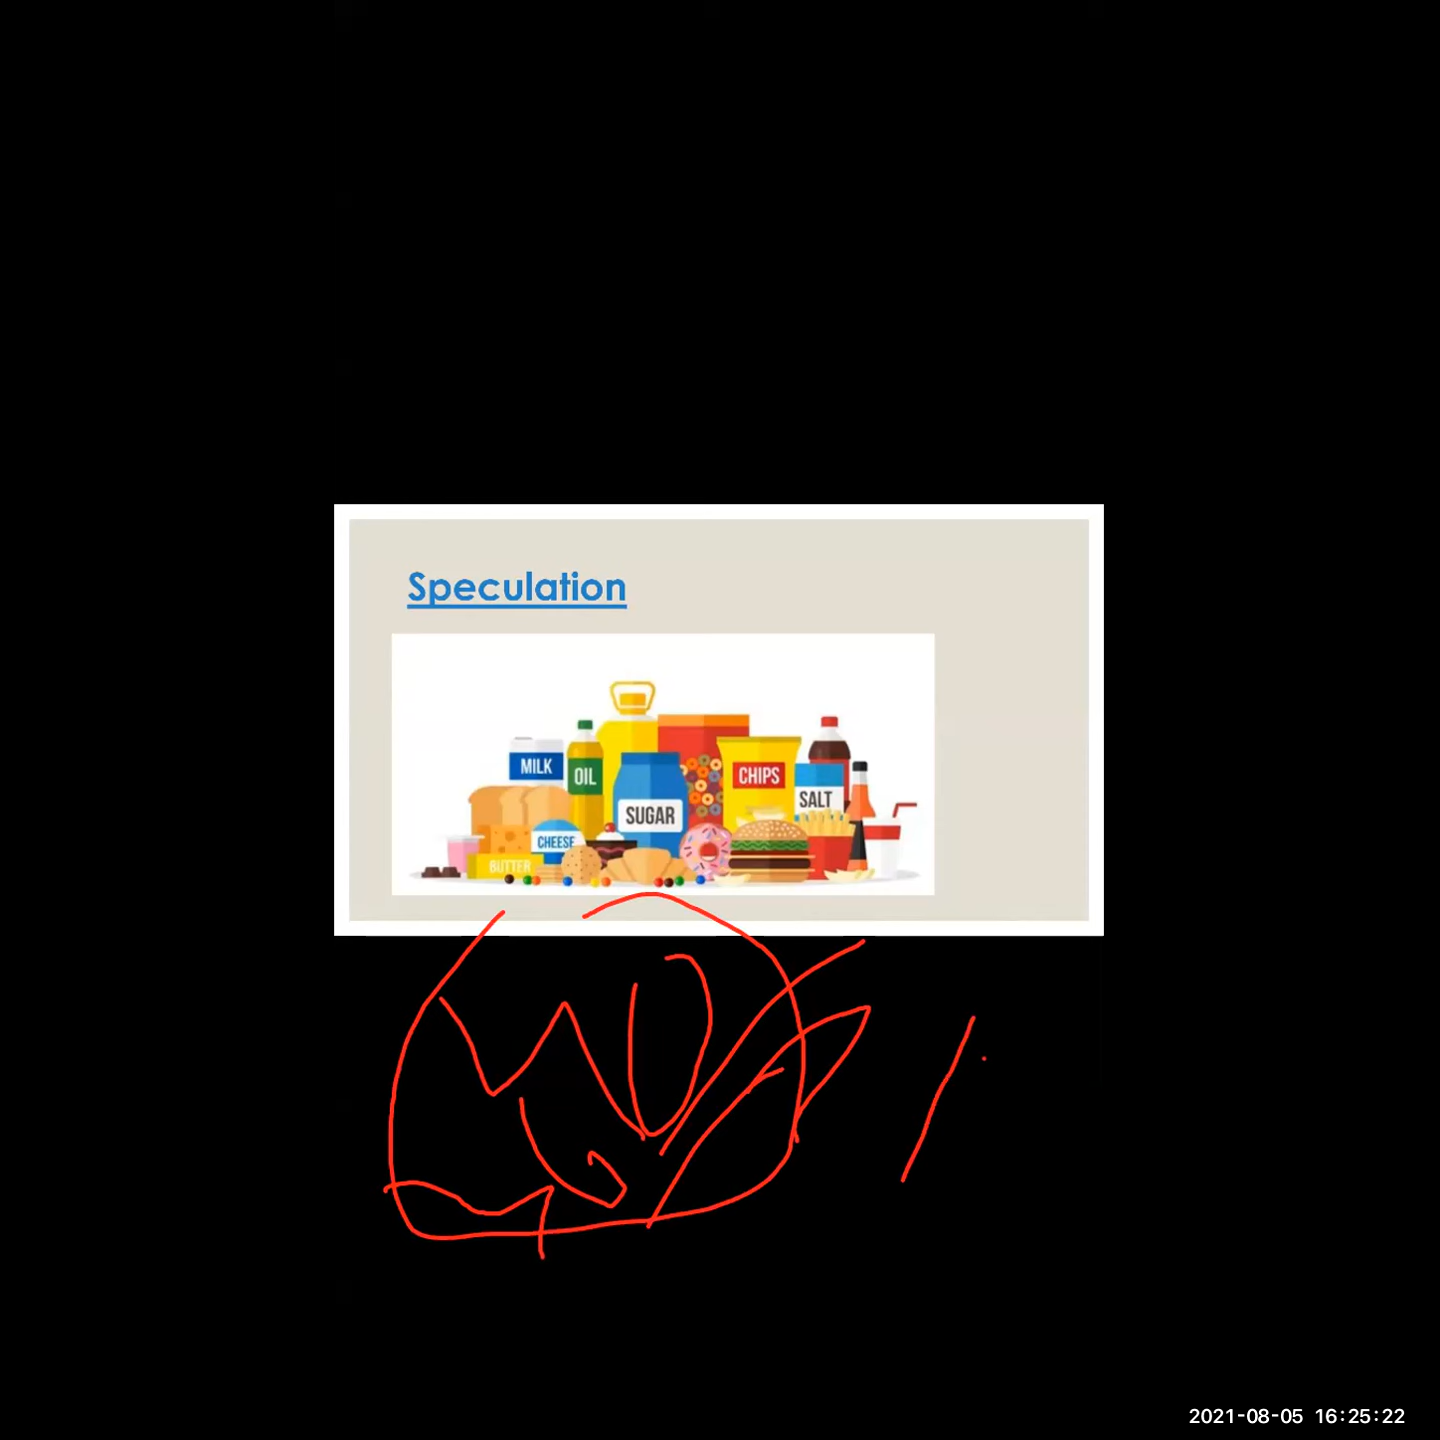 Speculation
MILK
OIL
SUGAR
CHIPS
SALT
CHEESE
BUTTER
2021-08-05 16:25:22